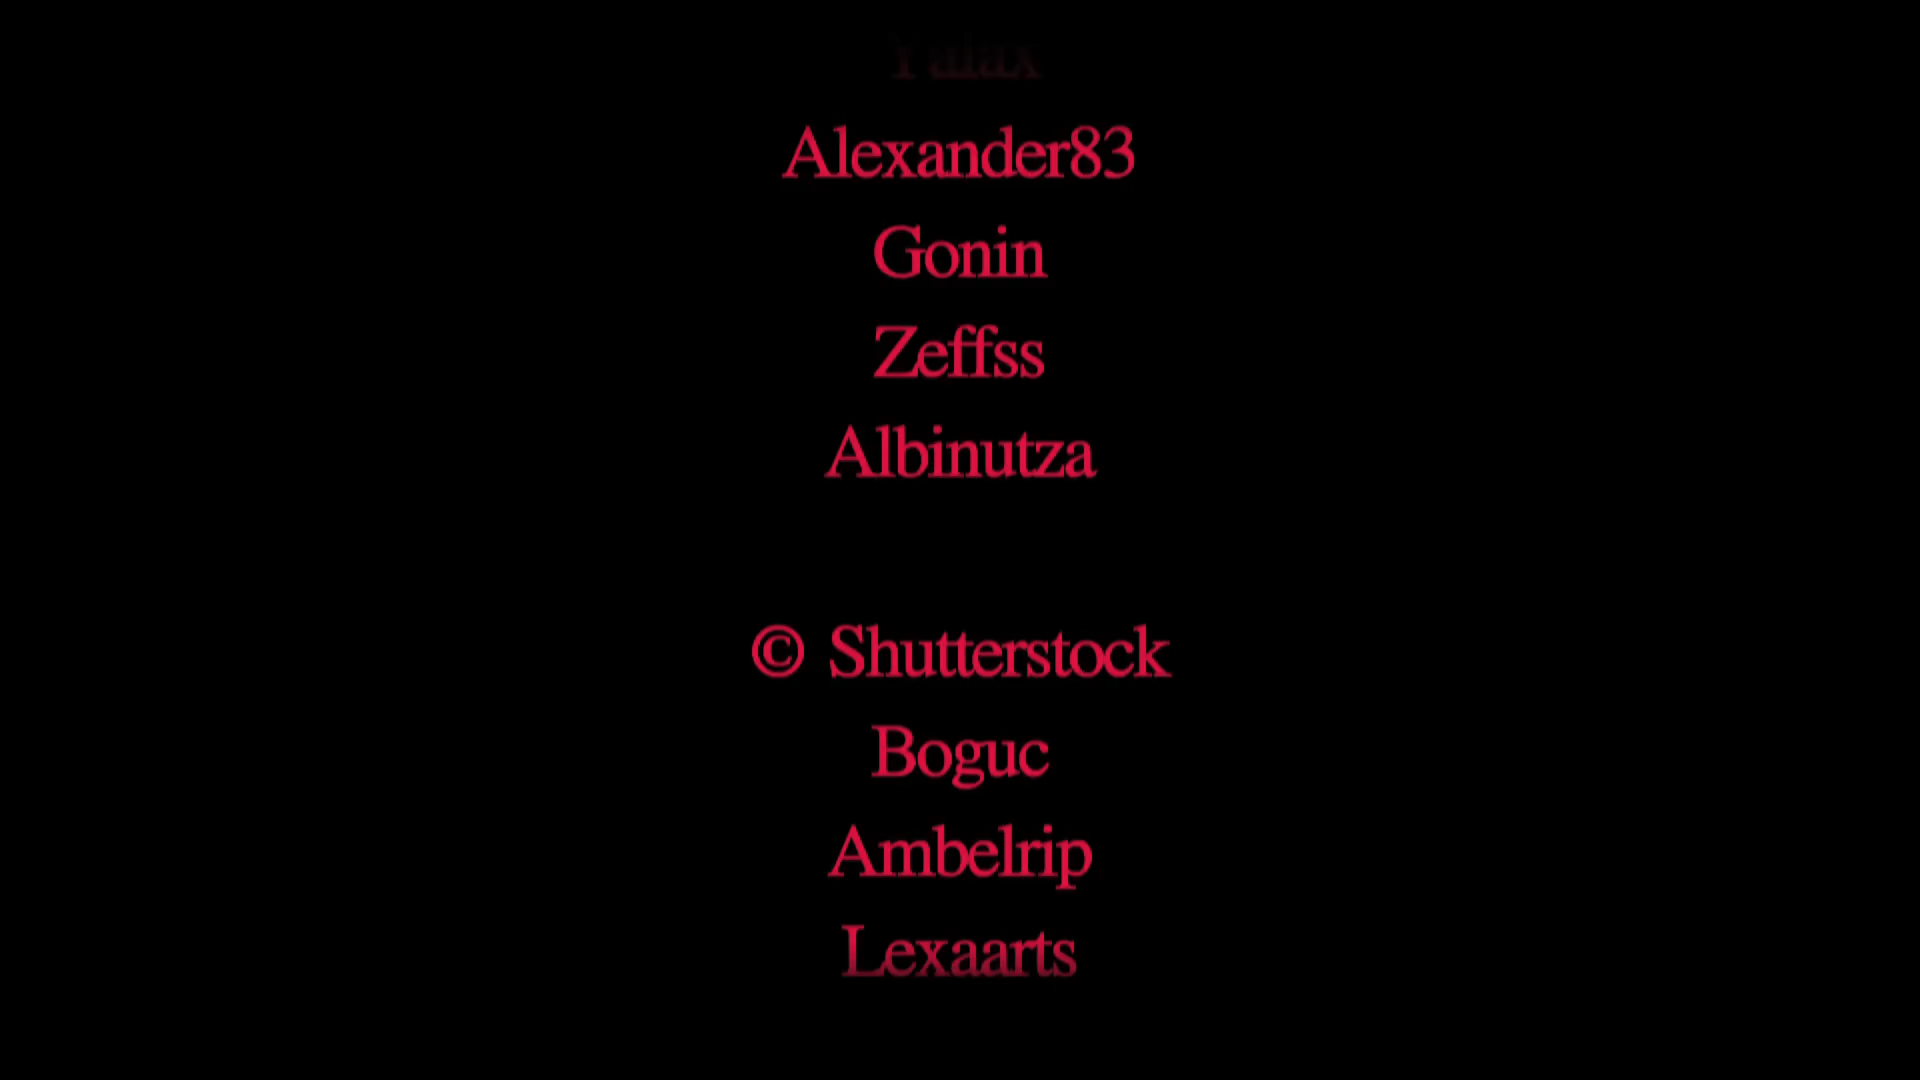 Alexander83
Gonin
Zeffss
Albinutza
© Shutterstock
Boguc
Ambelrip
Lexaarts